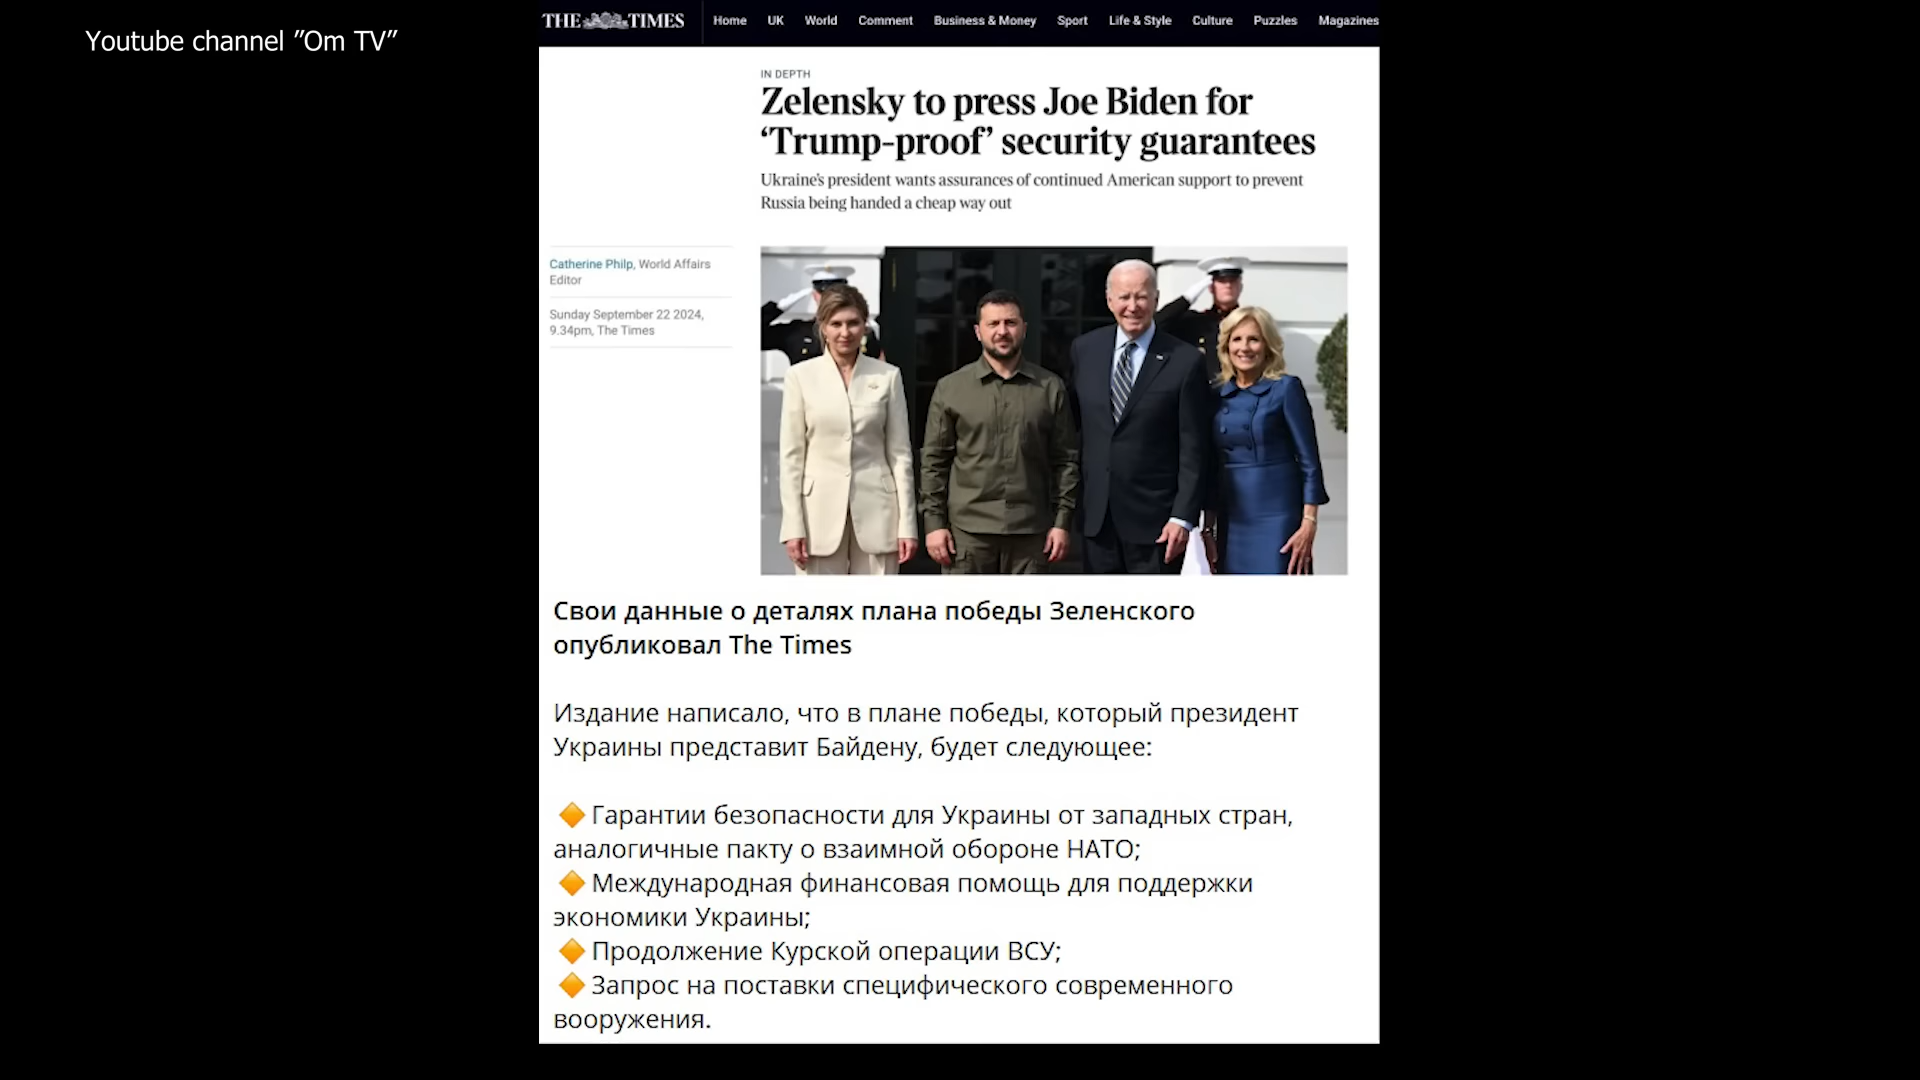 Youtube channel ”Om TV”
THE TIMES Home UK World Comment Business & Money Sport Life & Style Culture Puzzles Magazines
IN DEPTH
Zelensky to press Joe Biden for
‘Trump-proof’ security guarantees
Ukraine’s president wants assurances of continued American support to prevent
Russia being handed a cheap way out
Catherine Philp, World Affairs
Editor
Sunday September 22 2024,
9.34pm, The Times
Свои данные о деталях плана победы Зеленского
опубликовал The Times
Издание написало, что в плане победы, который президент
Украины представит Байдену, будет следующее:
🔶 Гарантии безопасности для Украины от западных стран,
аналогичные пакту о взаимной обороне НАТО;
🔶 Международная финансовая помощь для поддержки
экономики Украины;
🔶 Продолжение Курской операции ВСУ;
🔶 Запрос на поставки специфического современного
вооружения.